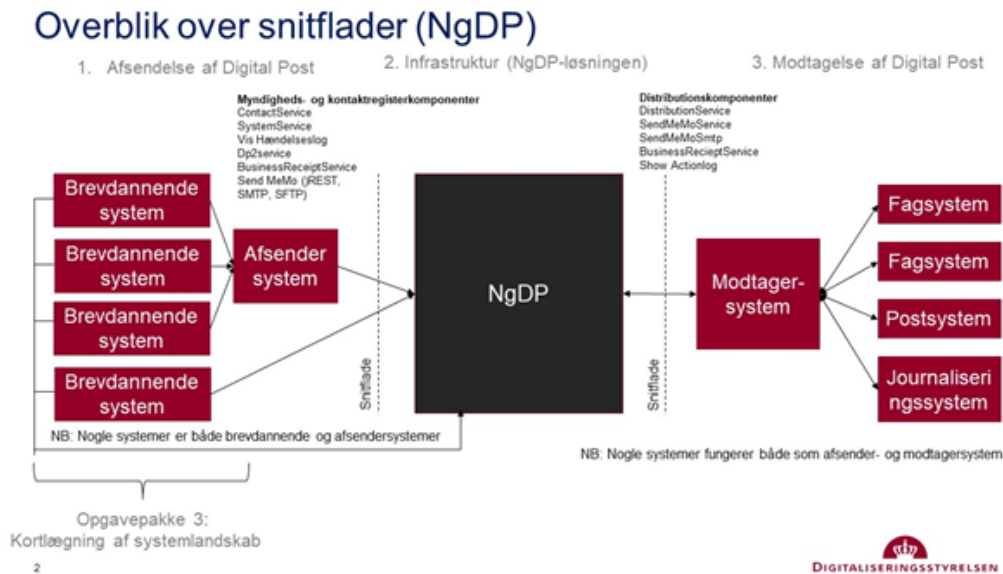 Overblik over snitflader (NgDP)
1. Afsendelse af Digital Post
2. Infrastruktur (NgDP-løsningen)
3. Modtagelse af Digital Post
Myndigheds- og kontaktregisterkomponenter
ContactService
SystemService
Vis Hændelseslog
Dp2service
BusinessReceiptService
Send MeMo ()REST,
SMTP, SFTP)
Distributionskomponenter
DistributionService
SendMeMoService
SendMeMoSmtp
BusinessRecieptService
Show Actionlog
Brevdannende
system
Brevdannende
system
Brevdannende
system
Brevdannende
system
Afsender
system
Snitflade
NgDP
Snitflade
Modtager-
system
Fagsystem
Fagsystem
Postsystem
Journaliseri
ngssystem
NB: Nogle systemer er både brevdannende og afsendersystemer
NB: Nogle systemer fungerer både som afsender- og modtagersystem
Opgavepakke 3:
Kortlægning af systemlandskab
2
DIGITALISERINGSSTYRELSEN